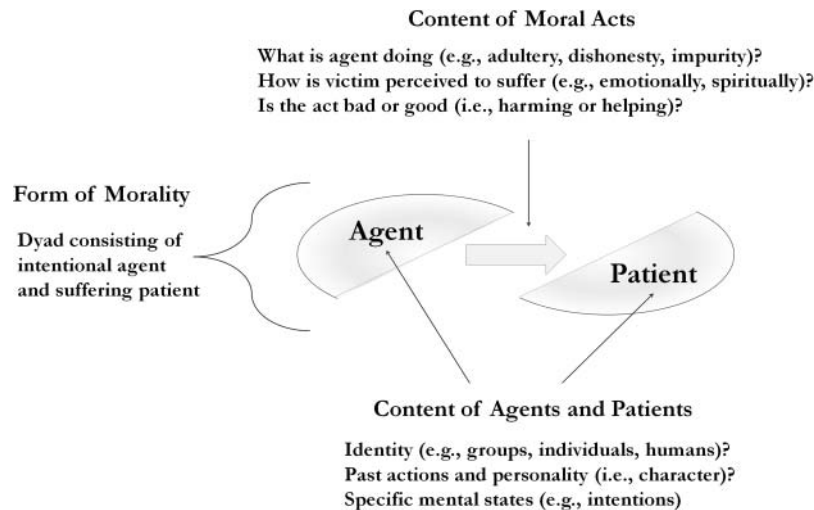 Content of Moral Acts
What is agent doing (e.g., adultery, dishonesty, impurity)?
How is victim perceived to suffer (e.g., emotionally, spiritually)?
Is the act bad or good (i.e., harming or helping)?
Form of Morality
Dyad consisting of
intentional agent
and suffering patient
Agent
Patient
Content of Agents and Patients
Identity (e.g., groups, individuals, humans)?
Past actions and personality (i.e., character)?
Specific mental states (e.g., intentions)